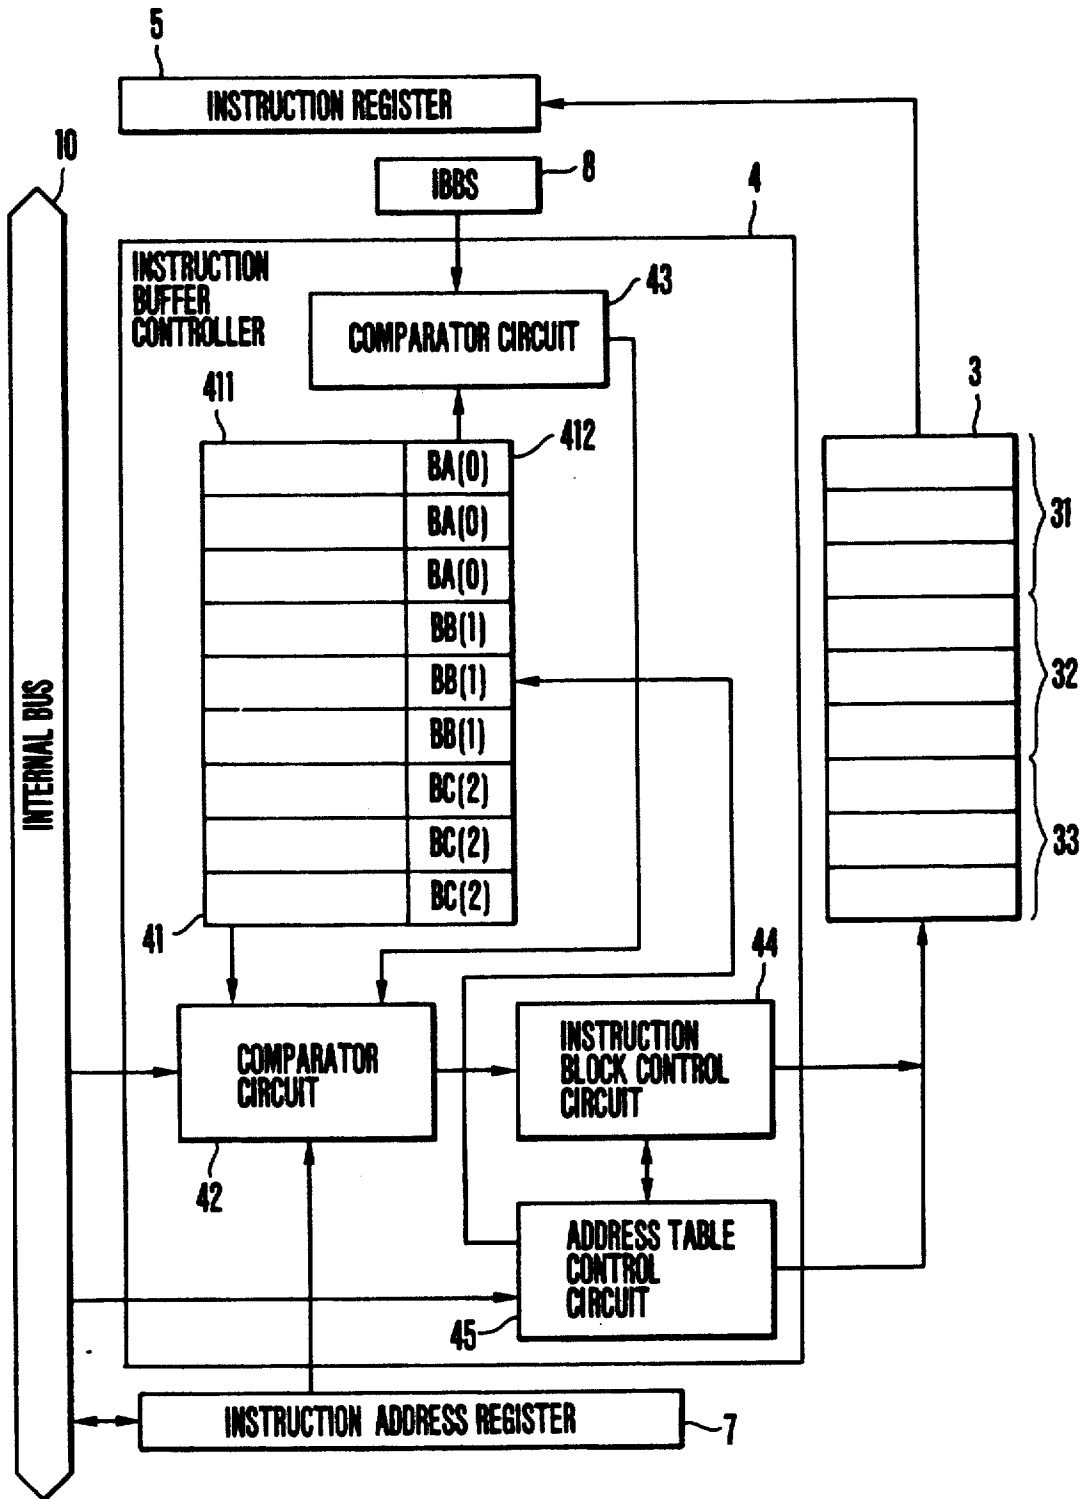 5
INSTRUCTION REGISTER
10
IBBS
8
4
INSTRUCTION
BUFFER
CONTROLLER
43
COMPARATOR CIRCUIT
411
412
3
BA(0)
BA(0)
BA(0)
BB(1)
BB(1)
BB(1)
BC(2)
BC(2)
BC(2)
31
32
33
INTERNAL BUS
41
44
COMPARATOR
CIRCUIT
INSTRUCTION
BLOCK CONTROL
CIRCUIT
42
ADDRESS TABLE
CONTROL
CIRCUIT
45
INSTRUCTION ADDRESS REGISTER
7